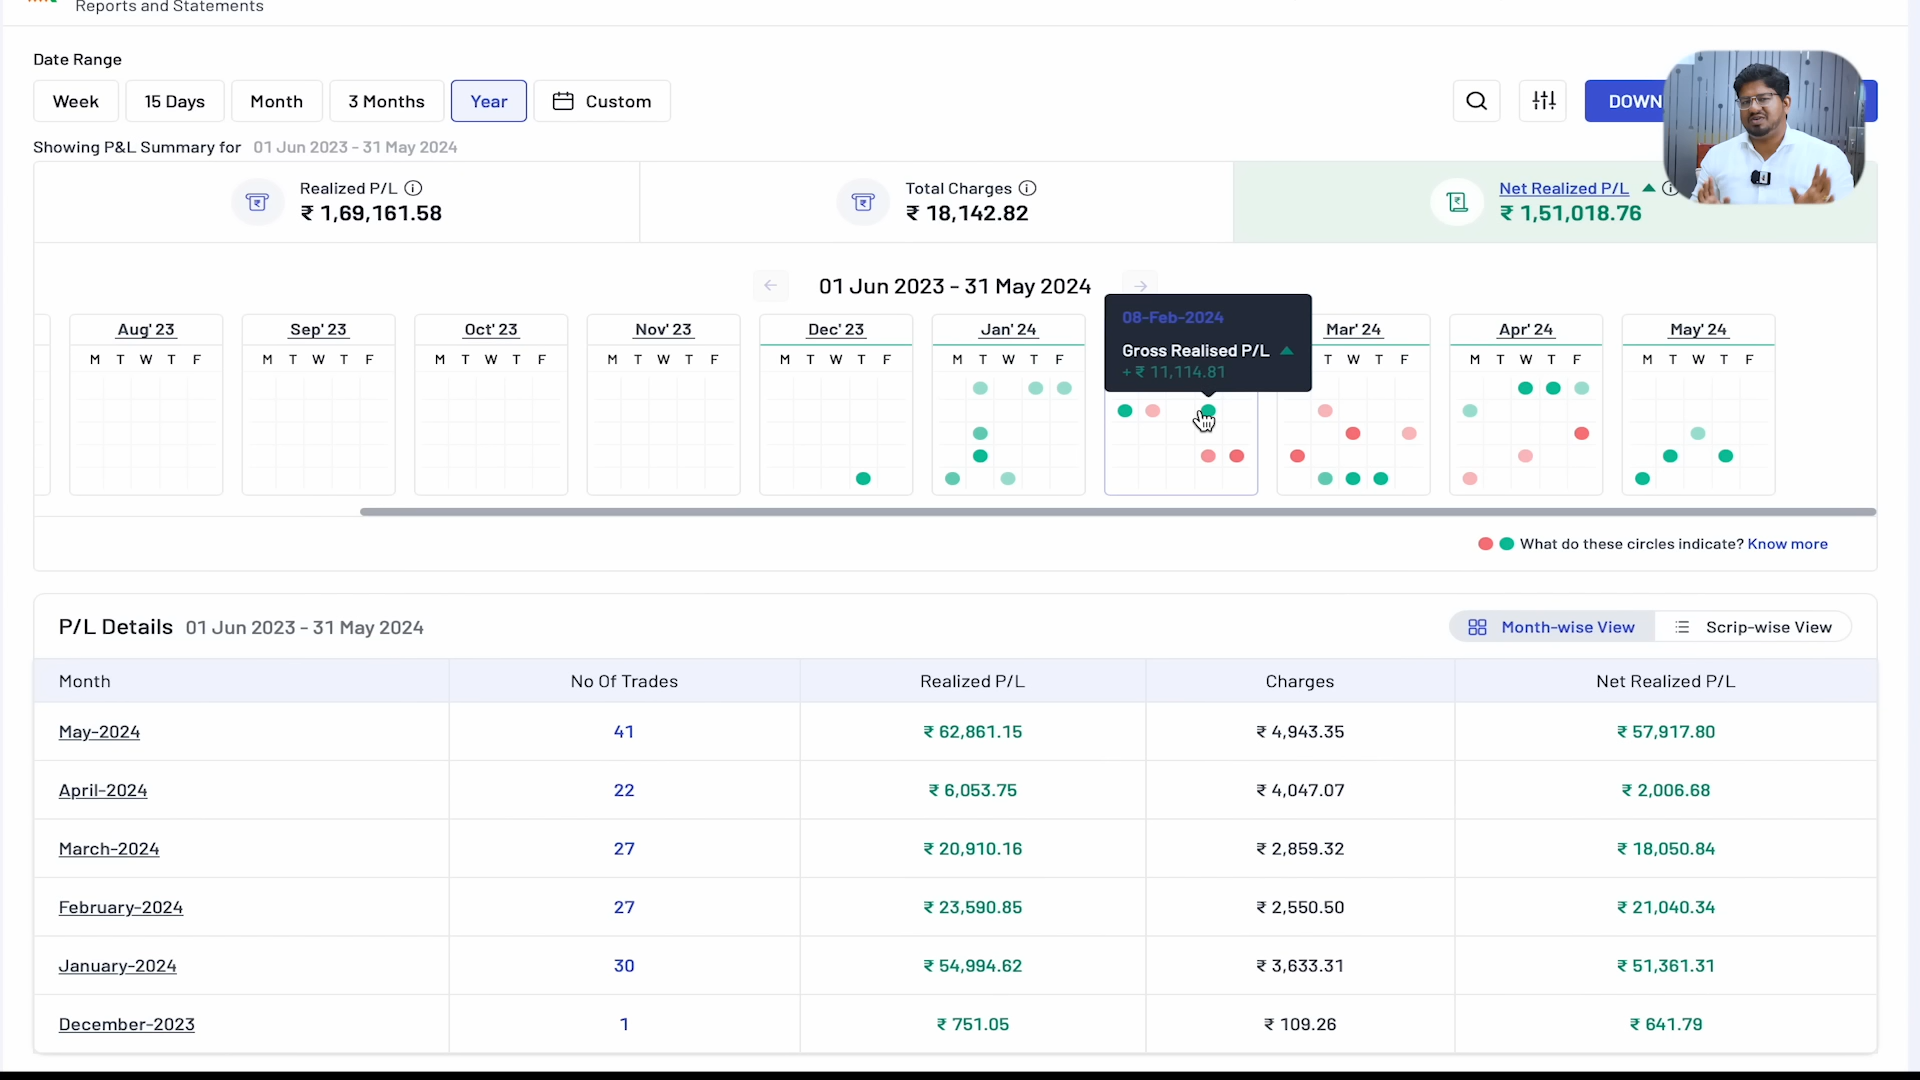 Reports and Statements
Date Range
Week 15 Days Month 3 Months Year Custom
DOWN
Showing P&L Summary for 01 Jun 2023 - 31 May 2024
Realized P/L Total Charges Net Realized P/L
₹ 1,69,161.58 ₹ 18,142.82 ₹ 1,51,018.76
01 Jun 2023 - 31 May 2024
08-Feb-2024
Gross Realised P/L
+ ₹ 11,114.81
Aug' 23 Sep' 23 Oct' 23 Nov' 23 Dec' 23 Jan' 24 Mar' 24 Apr' 24 May' 24
M T W T F M T W T F M T W T F M T W T F M T W T F M T W T F T W T F M T W T F M T W T F
What do these circles indicate? Know more
P/L Details 01 Jun 2023 - 31 May 2024
Month-wise View Scrip-wise View
Month No Of Trades Realized P/L Charges Net Realized P/L
May-2024 41 ₹ 62,861.15 ₹ 4,943.35 ₹ 57,917.80
April-2024 22 ₹ 6,053.75 ₹ 4,047.07 ₹ 2,006.68
March-2024 27 ₹ 20,910.16 ₹ 2,859.32 ₹ 18,050.84
February-2024 27 ₹ 23,590.85 ₹ 2,550.50 ₹ 21,040.34
January-2024 30 ₹ 54,994.62 ₹ 3,633.31 ₹ 51,361.31
December-2023 1 ₹ 751.05 ₹ 109.26 ₹ 641.79